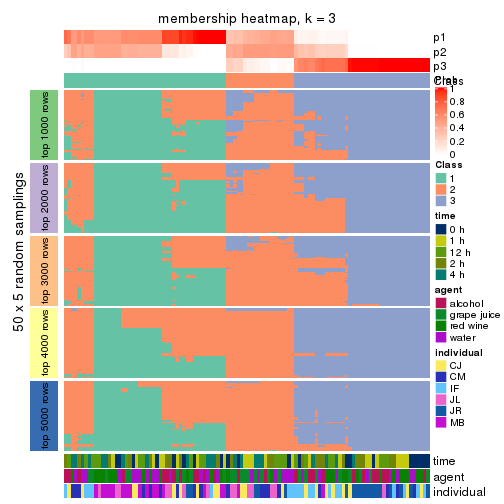 membership heatmap, k = 3
p1
p2
p3
Class
1
0.8
0.6
0.4
0.2
0
Class
1
2
3
time
0 h
1 h
12 h
2 h
4 h
agent
alcohol
grape juice
red wine
water
individual
CJ
CM
IF
JL
JR
MB
50 x 5 random samplings
top 1000 rows
top 2000 rows
top 3000 rows
top 4000 rows
top 5000 rows
time
agent
individual